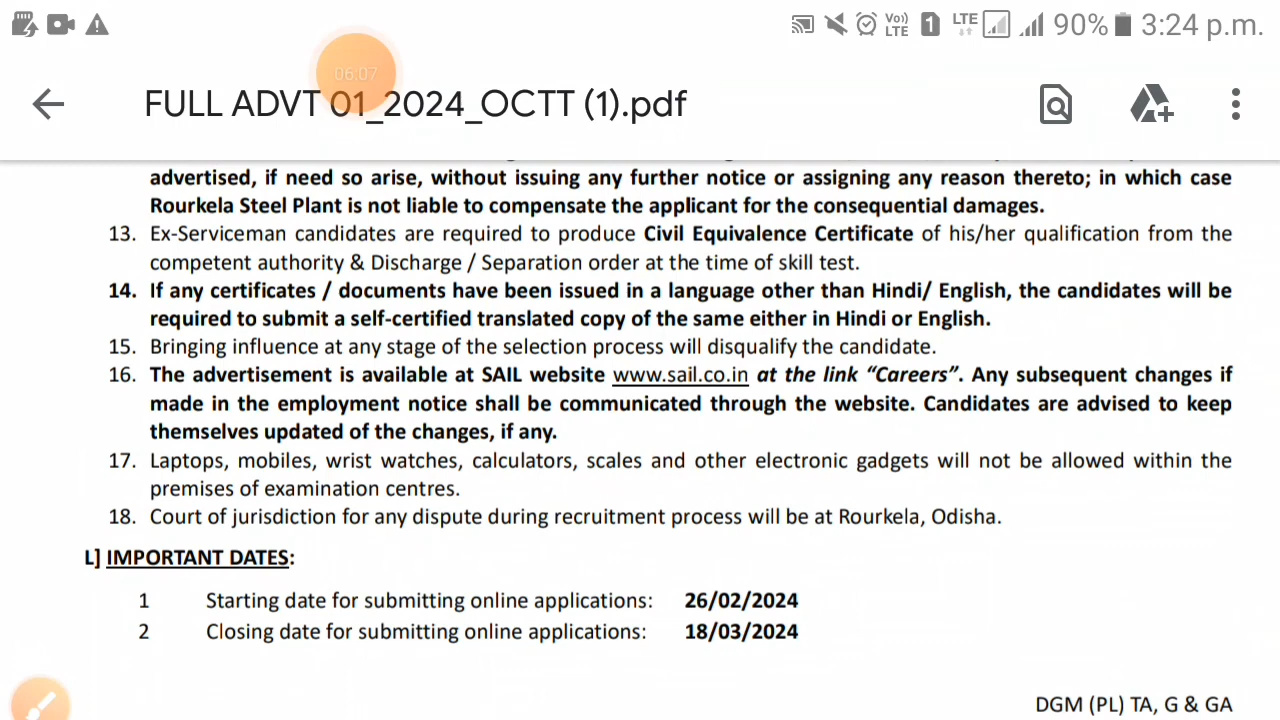 Vo) LTE 1 LTE 90% 3:24 p.m.
06:07
FULL ADVT 01_2024_OCTT (1).pdf
advertised, if need so arise, without issuing any further notice or assigning any reason thereto; in which case
Rourkela Steel Plant is not liable to compensate the applicant for the consequential damages.
13. Ex-Serviceman candidates are required to produce Civil Equivalence Certificate of his/her qualification from the
competent authority & Discharge / Separation order at the time of skill test.
14. If any certificates / documents have been issued in a language other than Hindi/ English, the candidates will be
required to submit a self-certified translated copy of the same either in Hindi or English.
15. Bringing influence at any stage of the selection process will disqualify the candidate.
16. The advertisement is available at SAIL website www.sail.co.in at the link “Careers”. Any subsequent changes if
made in the employment notice shall be communicated through the website. Candidates are advised to keep
themselves updated of the changes, if any.
17. Laptops, mobiles, wrist watches, calculators, scales and other electronic gadgets will not be allowed within the
premises of examination centres.
18. Court of jurisdiction for any dispute during recruitment process will be at Rourkela, Odisha.
L] IMPORTANT DATES:
1 Starting date for submitting online applications: 26/02/2024
2 Closing date for submitting online applications: 18/03/2024
DGM (PL) TA, G & GA